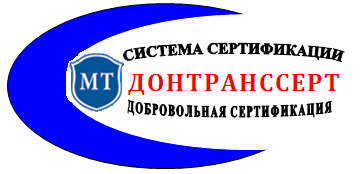 СИСТЕМА СЕРТИФИКАЦИИ
МТ
ДОНТРАНССЕРТ
ДОБРОВОЛЬНАЯ СЕРТИФИКАЦИЯ